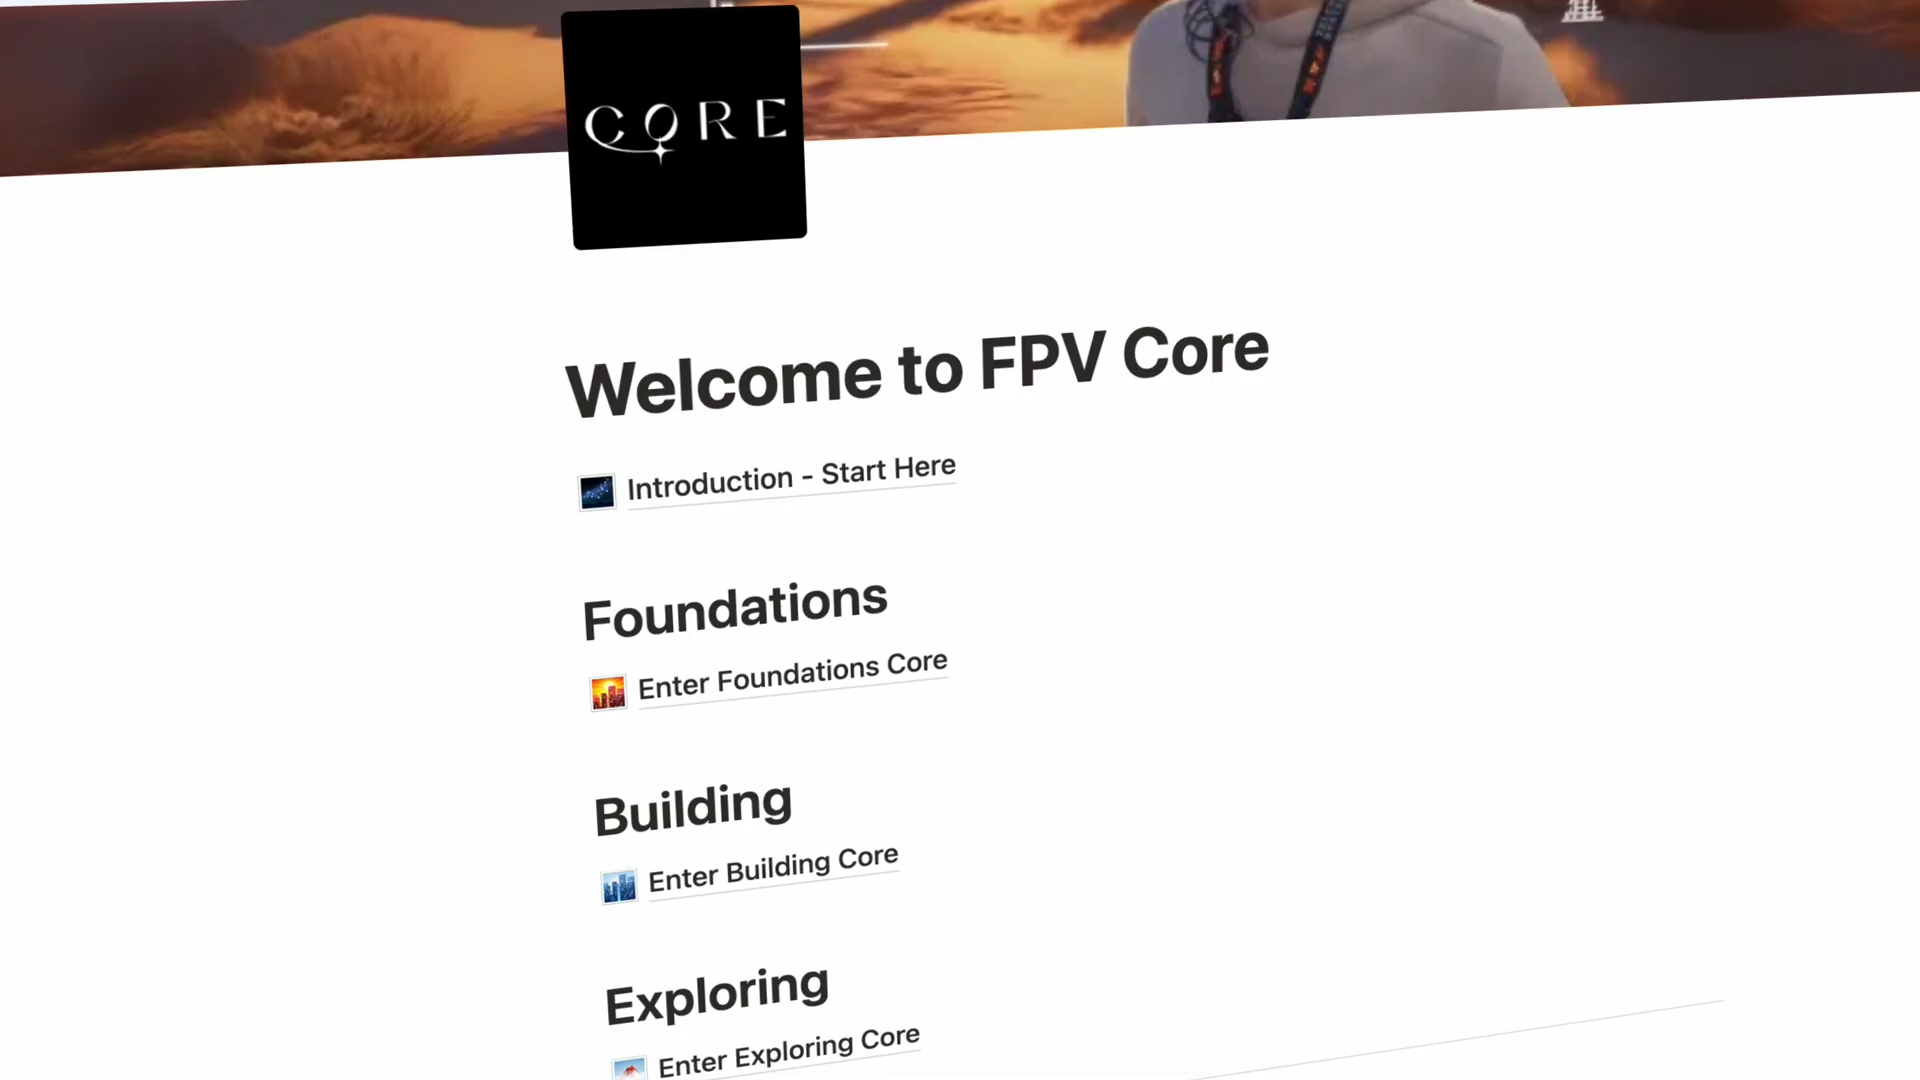 CORE
Welcome to FPV Core
Introduction - Start Here
Foundations
Enter Foundations Core
Building
Enter Building Core
Exploring
Enter Exploring Core